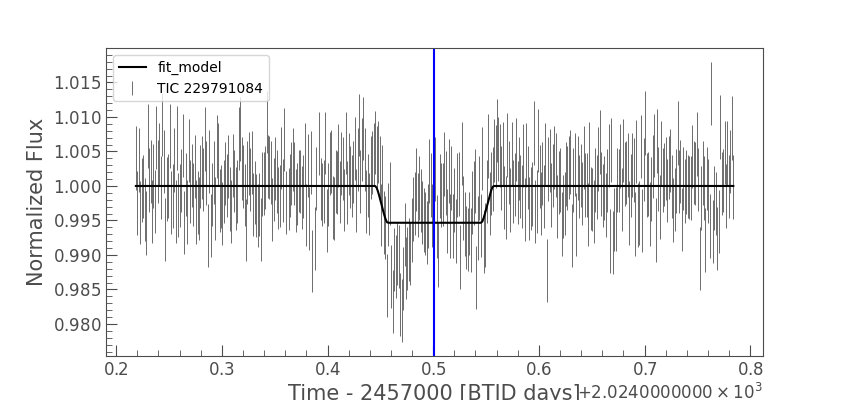 fit_model
TIC 229791084
Normalized Flux
1.015
1.010
1.005
1.000
0.995
0.990
0.985
0.980
0.2 0.3 0.4 0.5 0.6 0.7 0.8
Time - 2457000 [BTJD days]
+2.0240000000 × 10³